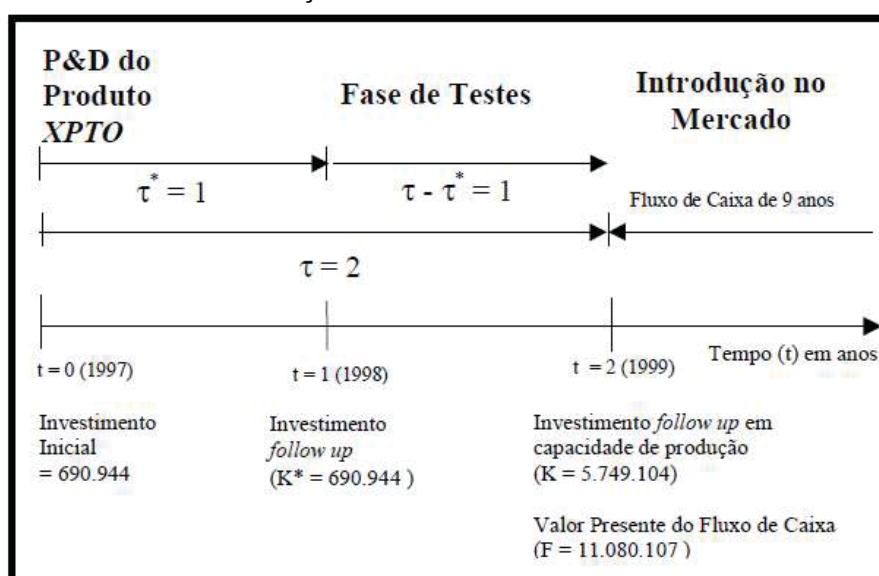 P&D do
Produto
XPTO
Fase de Testes
Introdução no
Mercado
τ* = 1
τ - τ* = 1
Fluxo de Caixa de 9 anos
τ = 2
t = 0 (1997)
t = 1 (1998)
t = 2 (1999)
Tempo (t) em anos
Investimento
Inicial
= 690.944
Investimento
follow up
(K* = 690.944 )
Investimento follow up em
capacidade de produção
(K = 5.749.104)
Valor Presente do Fluxo de Caixa
(F = 11.080.107 )